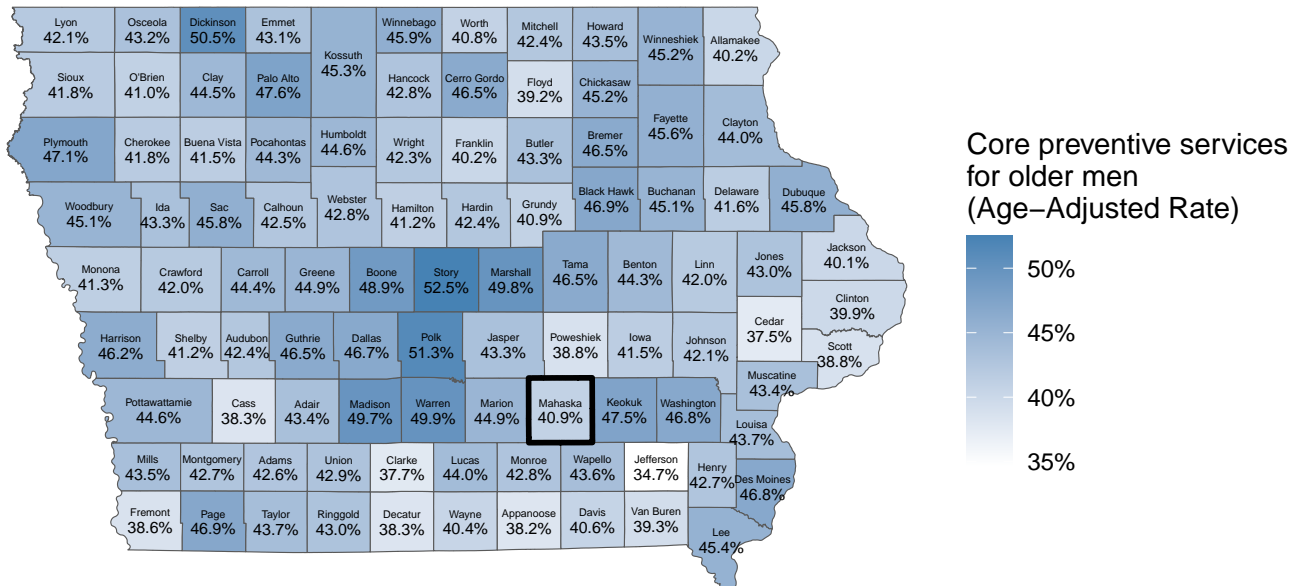 Lyon
42.1%
Osceola
43.2%
Dickinson
50.5%
Emmet
43.1%
Kossuth
45.3%
Winnebago
45.9%
Worth
40.8%
Mitchell
42.4%
Howard
43.5%
Winneshiek
45.2%
Allamakee
40.2%
Sioux
41.8%
O'Brien
41.0%
Clay
44.5%
Palo Alto
47.6%
Hancock
42.8%
Cerro Gordo
46.5%
Floyd
39.2%
Chickasaw
45.2%
Fayette
45.6%
Clayton
44.0%
Plymouth
47.1%
Cherokee
41.8%
Buena Vista
41.5%
Pocahontas
44.3%
Humboldt
44.6%
Wright
42.3%
Franklin
40.2%
Butler
43.3%
Bremer
46.5%
Woodbury
45.1%
Ida
43.3%
Sac
45.8%
Calhoun
42.5%
Webster
42.8%
Hamilton
41.2%
Hardin
42.4%
Grundy
40.9%
Black Hawk
46.9%
Buchanan
45.1%
Delaware
41.6%
Dubuque
45.8%
Monona
41.3%
Crawford
42.0%
Carroll
44.4%
Greene
44.9%
Boone
48.9%
Story
52.5%
Marshall
49.8%
Tama
46.5%
Benton
44.3%
Linn
42.0%
Jones
43.0%
Jackson
40.1%
Clinton
39.9%
Harrison
46.2%
Shelby
41.2%
Audubon
42.4%
Guthrie
46.5%
Dallas
46.7%
Polk
51.3%
Jasper
43.3%
Poweshiek
38.8%
Iowa
41.5%
Johnson
42.1%
Cedar
37.5%
Scott
38.8%
Muscatine
43.4%
Pottawattamie
44.6%
Cass
38.3%
Adair
43.4%
Madison
49.7%
Warren
49.9%
Marion
44.9%
Mahaska
40.9%
Keokuk
47.5%
Washington
46.8%
Louisa
43.7%
Mills
43.5%
Montgomery
42.7%
Adams
42.6%
Union
42.9%
Clarke
37.7%
Lucas
44.0%
Monroe
42.8%
Wapello
43.6%
Jefferson
34.7%
Henry
42.7%
Des Moines
46.8%
Fremont
38.6%
Page
46.9%
Taylor
43.7%
Ringgold
43.0%
Decatur
38.3%
Wayne
40.4%
Appanoose
38.2%
Davis
40.6%
Van Buren
39.3%
Lee
45.4%
Core preventive services
for older men
(Age−Adjusted Rate)
50%
45%
40%
35%